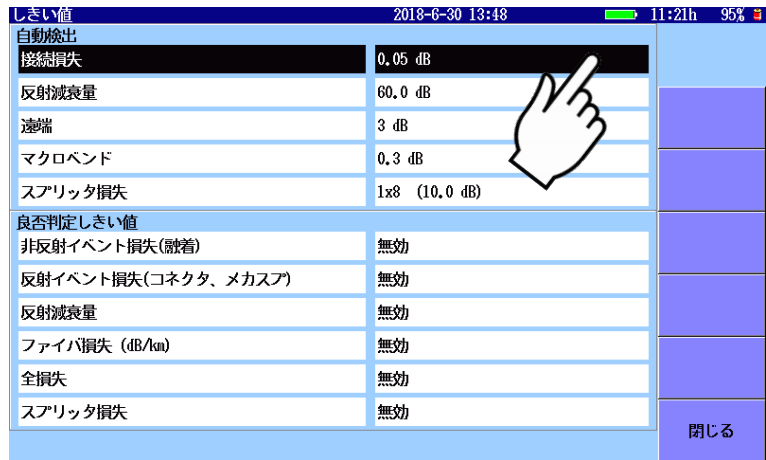 しきい値 2018-6-30 13:48 11:21h 95%
自動検出
接続損失 0.05 dB
反射減衰量 60.0 dB
遠端 3 dB
マクロベンド 0.3 dB
スプリッタ損失 1x8 (10.0 dB)
良否判定しきい値
非反射イベント損失(融着) 無効
反射イベント損失(コネクタ、メカスプ) 無効
反射減衰量 無効
ファイバ損失 (dB/km) 無効
全損失 無効
スプリッタ損失 無効
閉じる